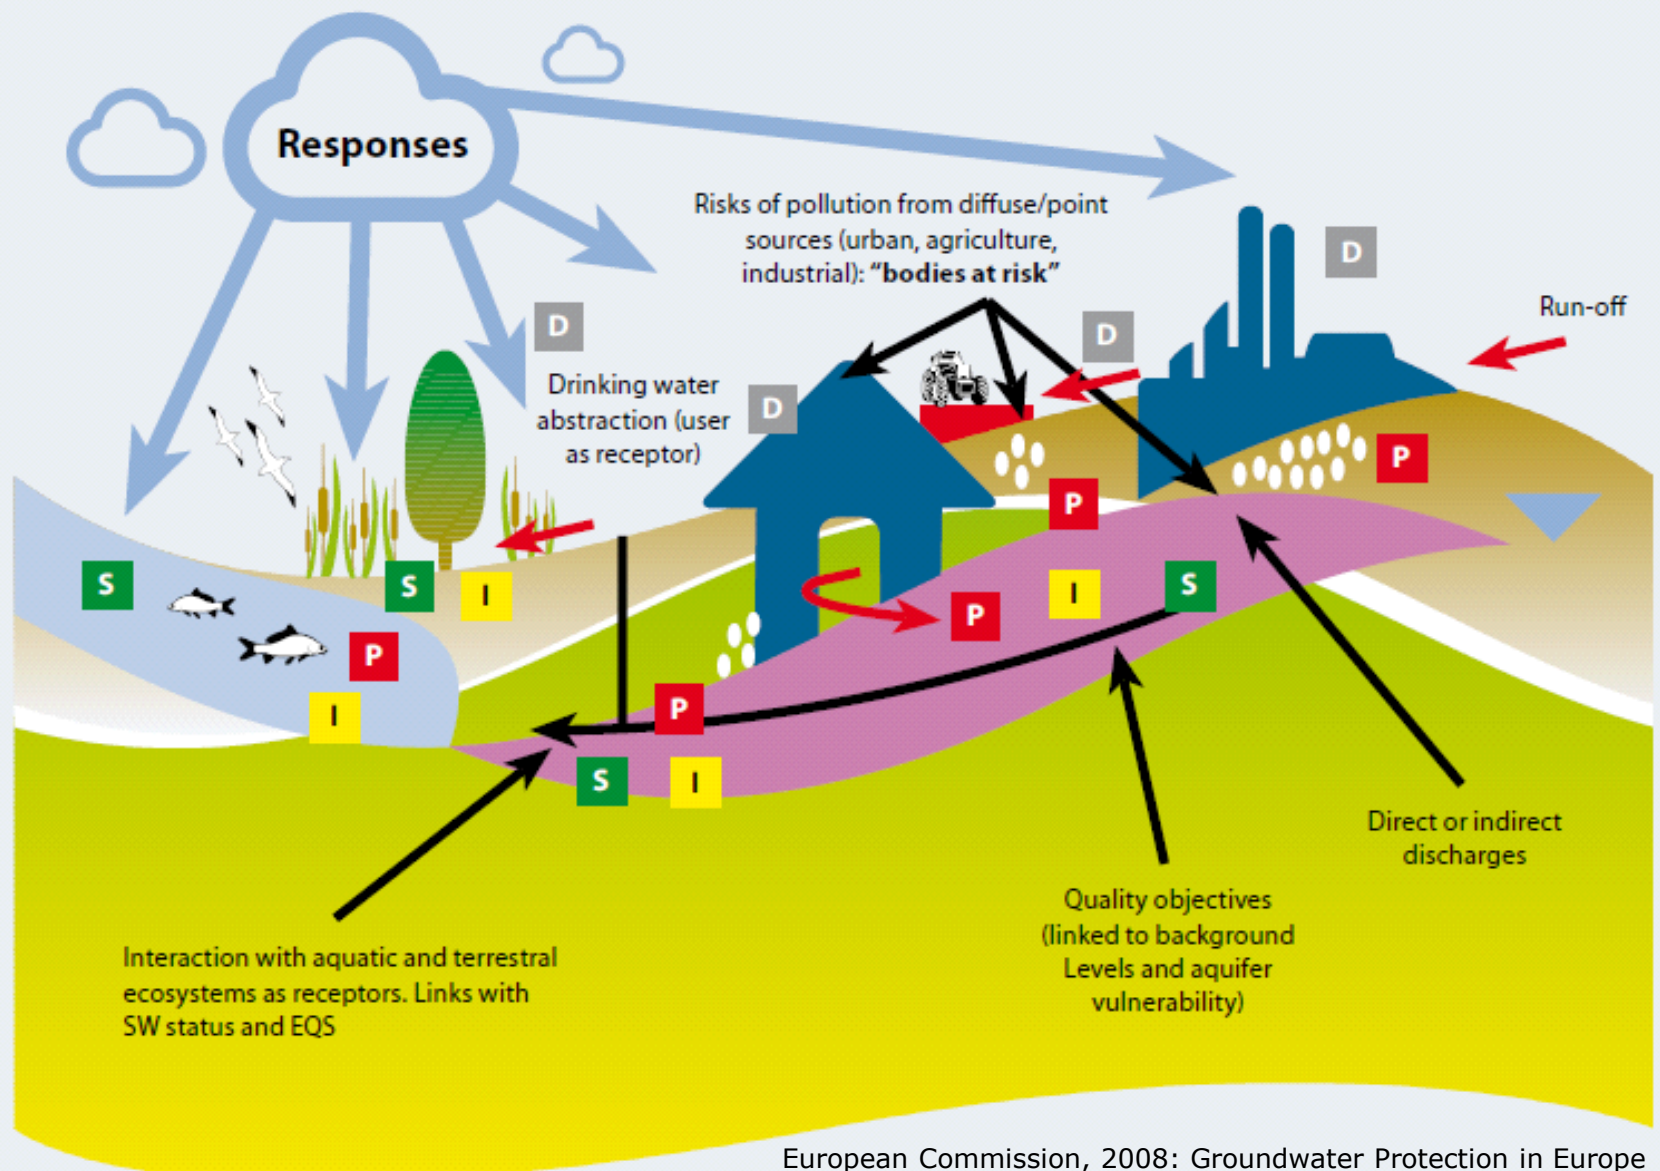 Responses
Risks of pollution from diffuse/point
sources (urban, agriculture,
industrial): “bodies at risk”
D
Run-off
D
D
Drinking water
abstraction (user
as receptor)
D
P
P
S
S
I
I
S
P
P
I
P
S
I
Direct or indirect
discharges
Quality objectives
(linked to background
Levels and aquifer
vulnerability)
Interaction with aquatic and terrestral
ecosystems as receptors. Links with
SW status and EQS
European Commission, 2008: Groundwater Protection in Europe